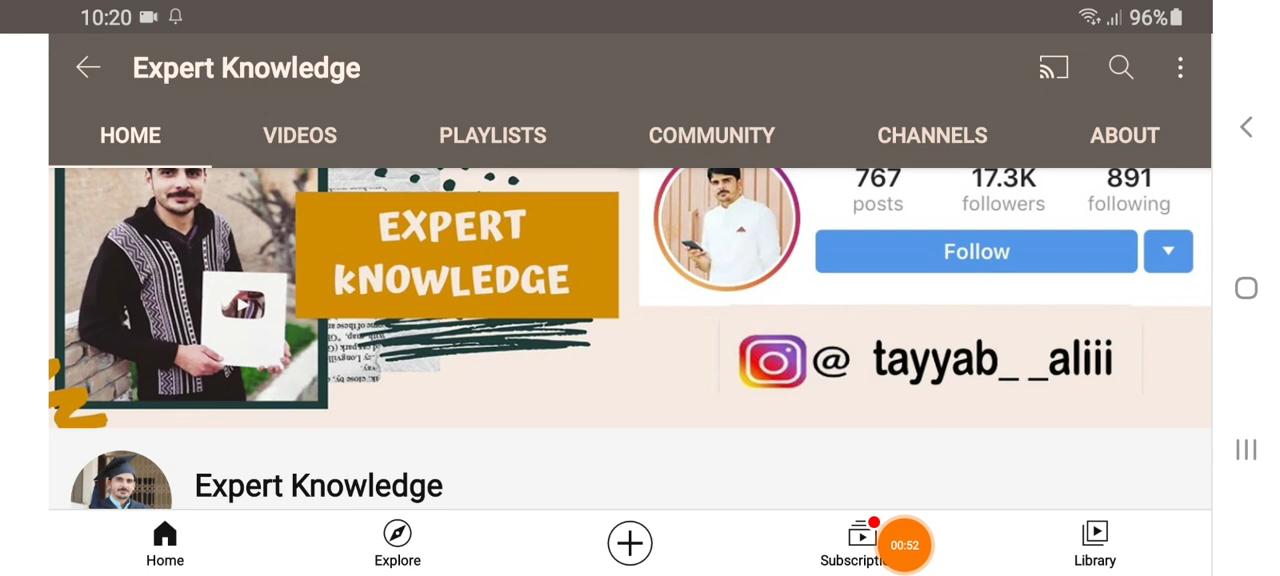 10:20 96%
Expert Knowledge
HOME VIDEOS PLAYLISTS COMMUNITY CHANNELS ABOUT
767 17.3K 891
posts followers following
Follow
EXPERT
KNOWLEDGE
@ tayyab_ _aliii
Expert Knowledge
Home Explore Subscripti 00:52 Library